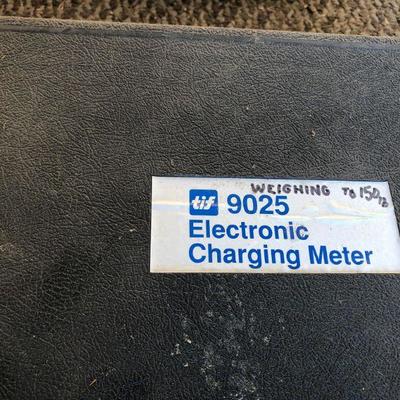 WEIGHING TO 150 lb
tif 9025
Electronic
Charging Meter